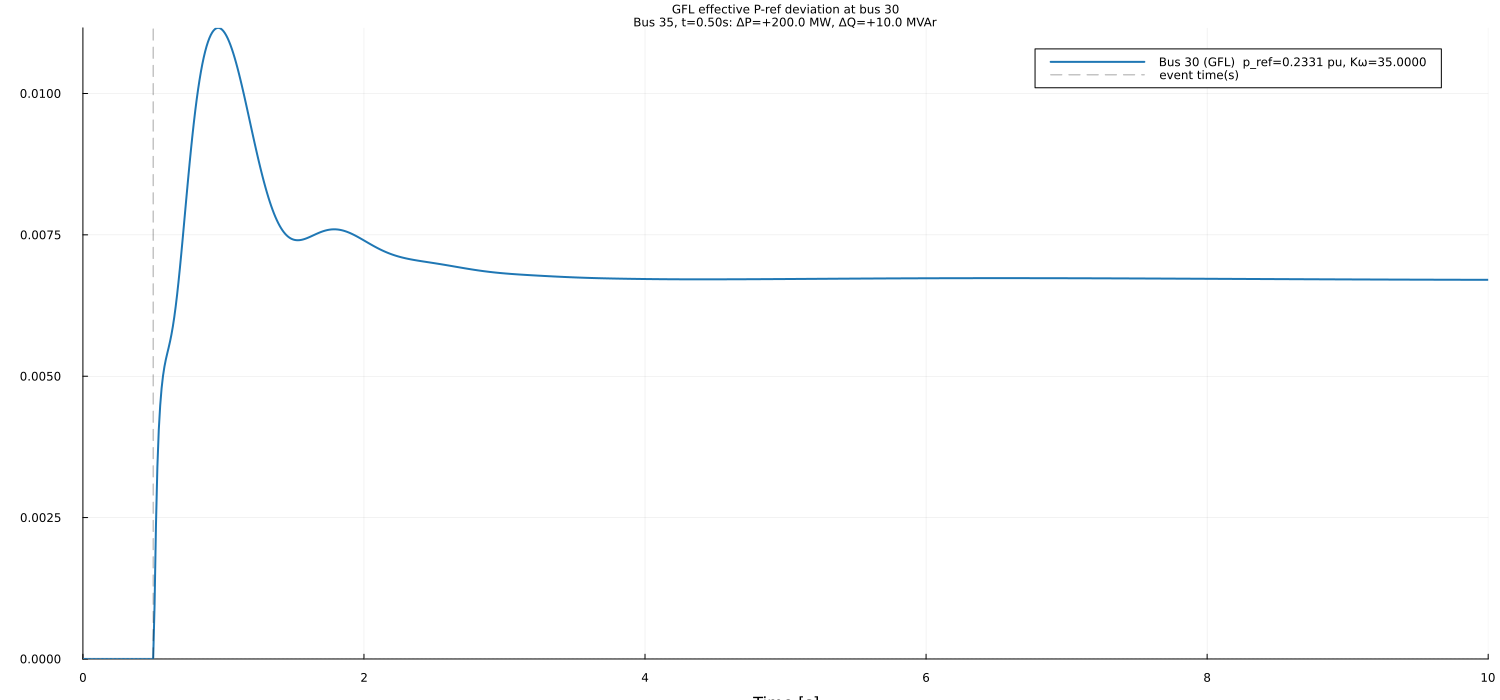 GFL effective P-ref deviation at bus 30
Bus 35, t=0.50s: ΔP=+200.0 MW, ΔQ=+10.0 MVAr
Bus 30 (GFL)  p_ref=0.2331 pu, Kω=35.0000
event time(s)
0.0100
0.0075
0.0050
0.0025
0.0000
0 2 4 6 8 10
Time [s]